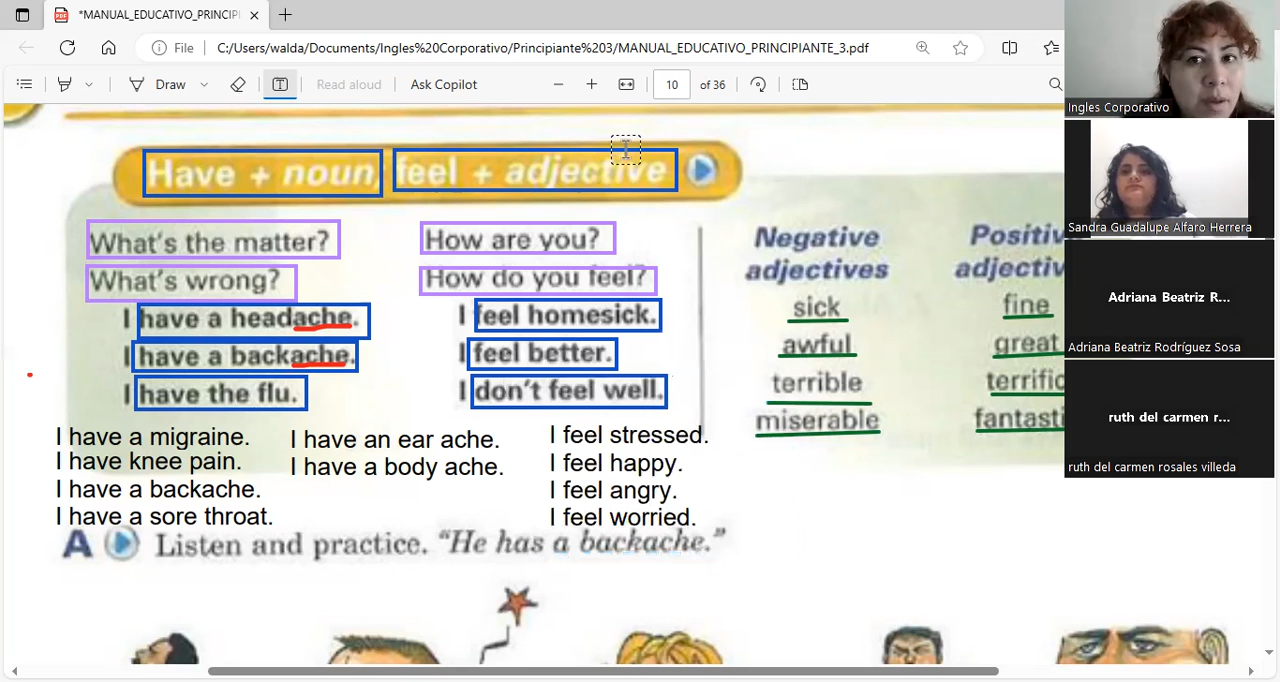 *MANUAL_EDUCATIVO_PRINCIPI
File
C:/Users/walda/Documents/Ingles%20Corporativo/Principiante%203/MANUAL_EDUCATIVO_PRINCIPIANTE_3.pdf
Draw
Read aloud
Ask Copilot
10 of 36
Have + noun, feel + adjective
What's the matter?
What's wrong?
I have a headache.
I have a backache.
I have the flu.
How are you?
How do you feel?
I feel homesick.
I feel better.
I don't feel well.
Negative
adjectives
sick
awful
terrible
miserable
Positiv
adjectiv
fine
great
terrific
fantasti
I have a migraine.
I have knee pain.
I have a backache.
I have a sore throat.
I have an ear ache.
I have a body ache.
I feel stressed.
I feel happy.
I feel angry.
I feel worried.
A Listen and practice. "He has a backache."
Ingles Corporativo
Sandra Guadalupe Alfaro Herrera
Adriana Beatriz R...
Adriana Beatriz Rodríguez Sosa
ruth del carmen r...
ruth del carmen rosales villeda